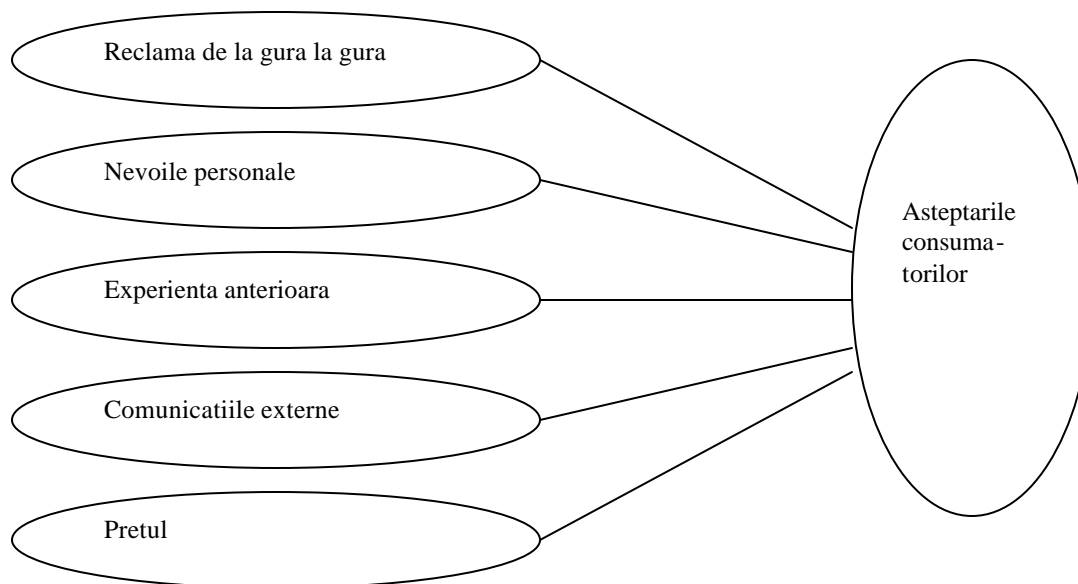 Reclama de la gura la gura
Nevoile personale
Experienta anterioara
Comunicatiile externe
Pretul
Asteptarile
consuma-
torilor